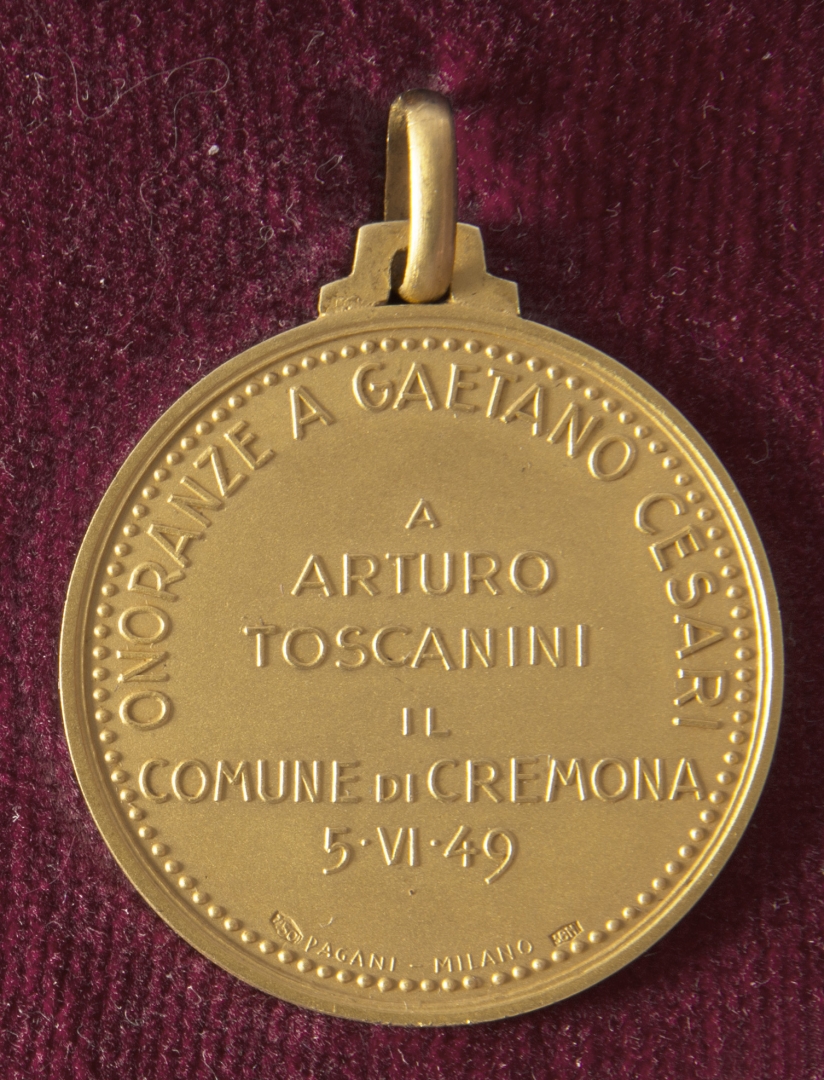 ONORANZE A GAETANO CESARI
A
ARTURO
TOSCANINI
IL
COMUNE DI CREMONA
5·VI·49
PAGANI – MILANO